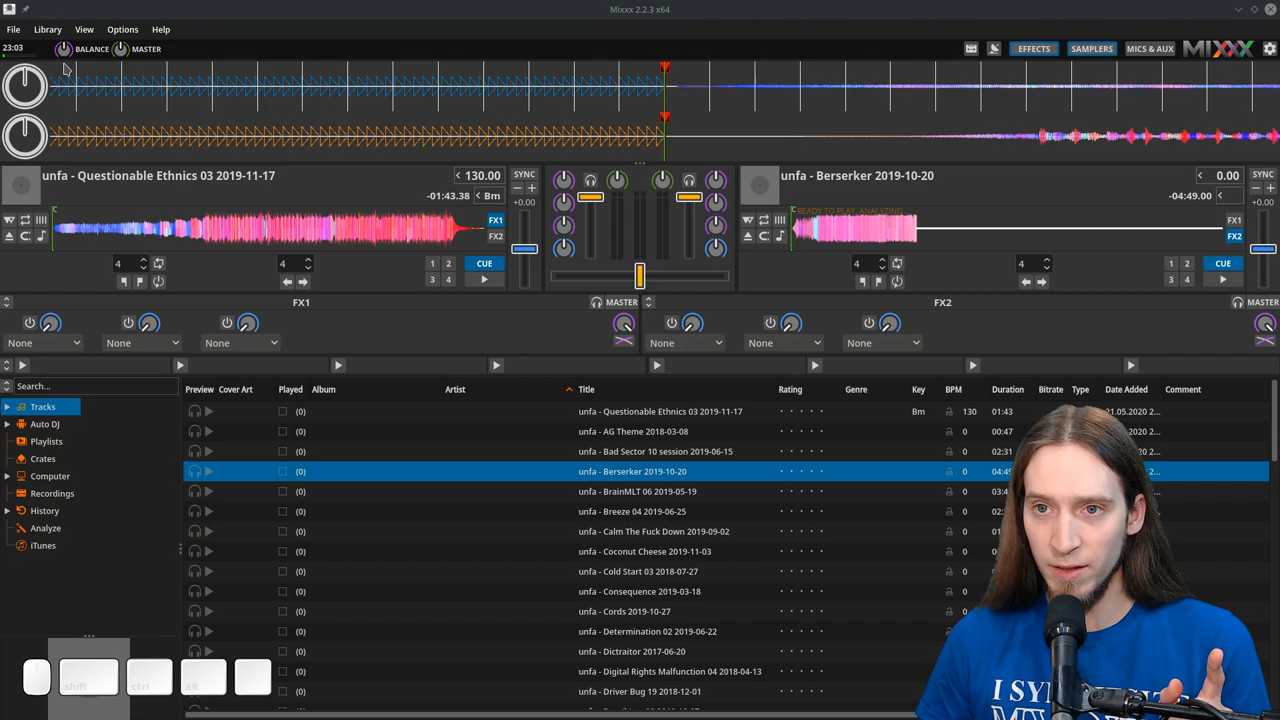 Mixxx 2.2.3 x64
File Library View Options Help
23:03 BALANCE MASTER EFFECTS SAMPLERS MICS & AUX MIXXX
unfa - Questionable Ethnics 03 2019-11-17 130.00 SYNC
+0.00
-01:43.38 Bm
FX1
FX2
4 4 1 2 CUE
3 4
unfa - Berserker 2019-10-20 0.00 SYNC
+0.00
-04:49.00
READY TO PLAY, ANALYZING..
FX1
FX2
4 4 1 2 CUE
3 4
FX1 MASTER FX2 MASTER
None None None None None None
Search...
Tracks
Auto DJ
Playlists
Crates
Computer
Recordings
History
Analyze
iTunes
Preview Cover Art Played Album Artist Title Rating Genre Key BPM Duration Bitrate Type Date Added Comment
(0) unfa - Questionable Ethnics 03 2019-11-17 Bm 130 01:43 21.05.2020 2...
(0) unfa - AG Theme 2018-03-08 0 00:47
(0) unfa - Bad Sector 10 session 2019-06-15 0 02:31
(0) unfa - Berserker 2019-10-20 0
(0) unfa - BrainMLT 06 2019-05-19 0
(0) unfa - Breeze 04 2019-06-25 0
(0) unfa - Calm The Fuck Down 2019-09-02 0
(0) unfa - Coconut Cheese 2019-11-03 0
(0) unfa - Cold Start 03 2018-07-27 0
(0) unfa - Consequence 2019-03-18 0
(0) unfa - Cords 2019-10-27 0
(0) unfa - Determination 02 2019-06-22 0
(0) unfa - Dictraitor 2017-06-20 0
(0) unfa - Digital Rights Malfunction 04 2018-04-13 0
(0) unfa - Driver Bug 19 2018-12-01 0
shift ctrl alt